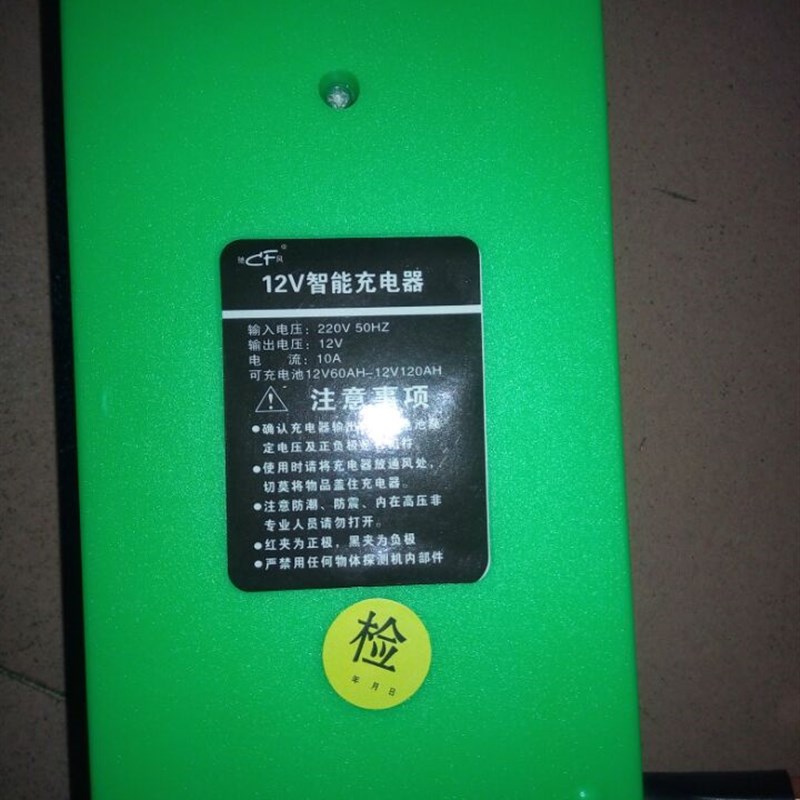 驰CF风®
12V智能充电器
输入电压：220V 50HZ
输出电压：12V
电 流：10A
可充电池12V60AH-12V120AH
注意事项
●确认充电器输出
定电压及正负极
●使用时请将充电器放通风处，
切莫将物品盖住充电器。
●注意防潮、防震、内在高压非
专业人员请勿打开。
●红夹为正极，黑夹为负极
●严禁用任何物体探测机内部件
检
年 月 日